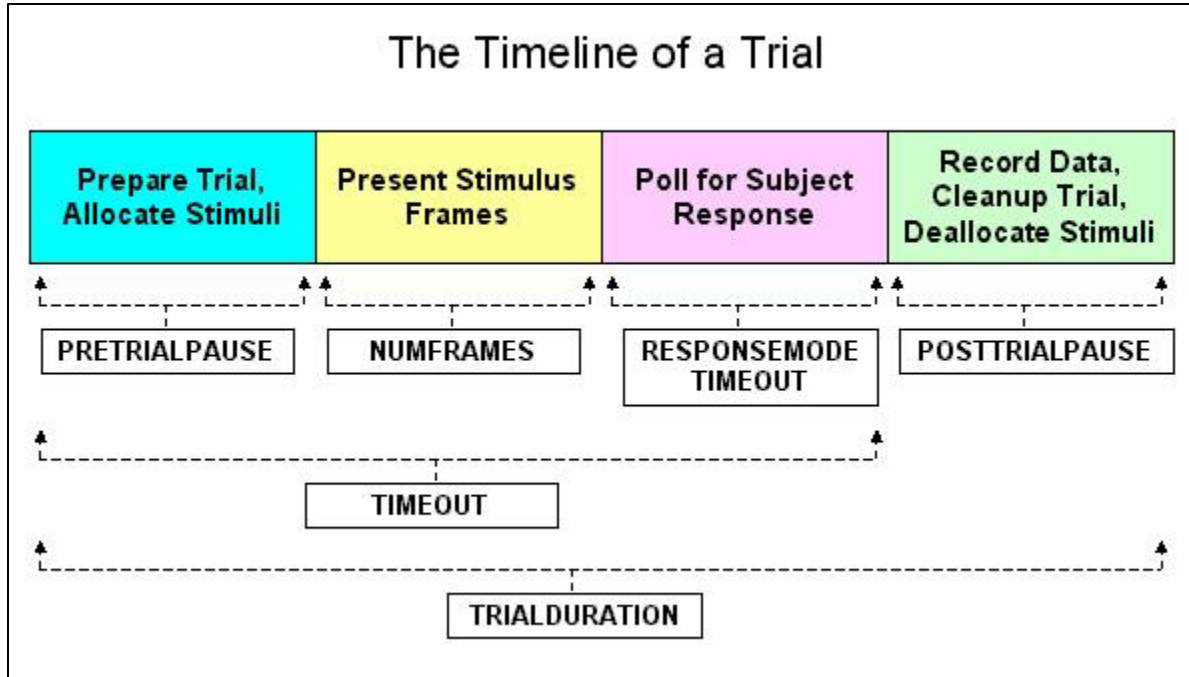 The Timeline of a Trial
Prepare Trial,
Allocate Stimuli
Present Stimulus
Frames
Poll for Subject
Response
Record Data,
Cleanup Trial,
Deallocate Stimuli
PRETRIALPAUSE
NUMFRAMES
RESPONSEMODE
TIMEOUT
POSTTRIALPAUSE
TIMEOUT
TRIALDURATION